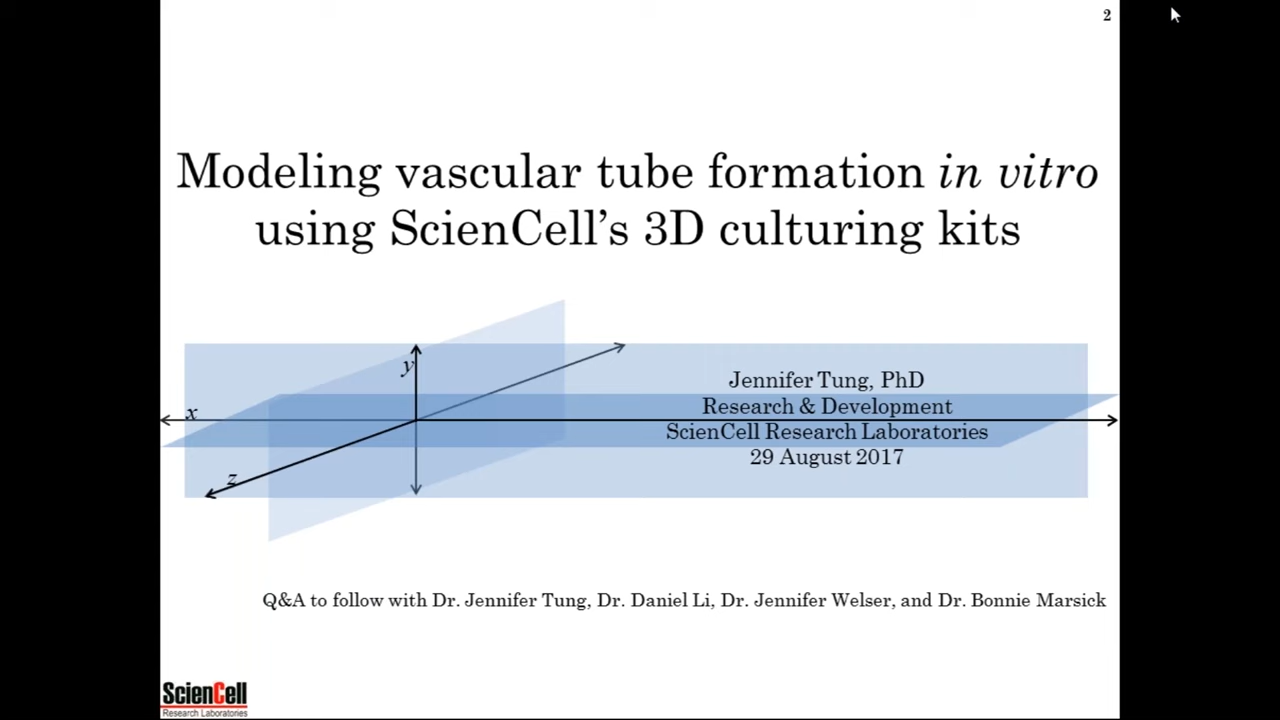 2
Modeling vascular tube formation in vitro
using ScienCell’s 3D culturing kits
y
x
z
Jennifer Tung, PhD
Research & Development
ScienCell Research Laboratories
29 August 2017
Q&A to follow with Dr. Jennifer Tung, Dr. Daniel Li, Dr. Jennifer Welser, and Dr. Bonnie Marsick
ScienCell
Research Laboratories